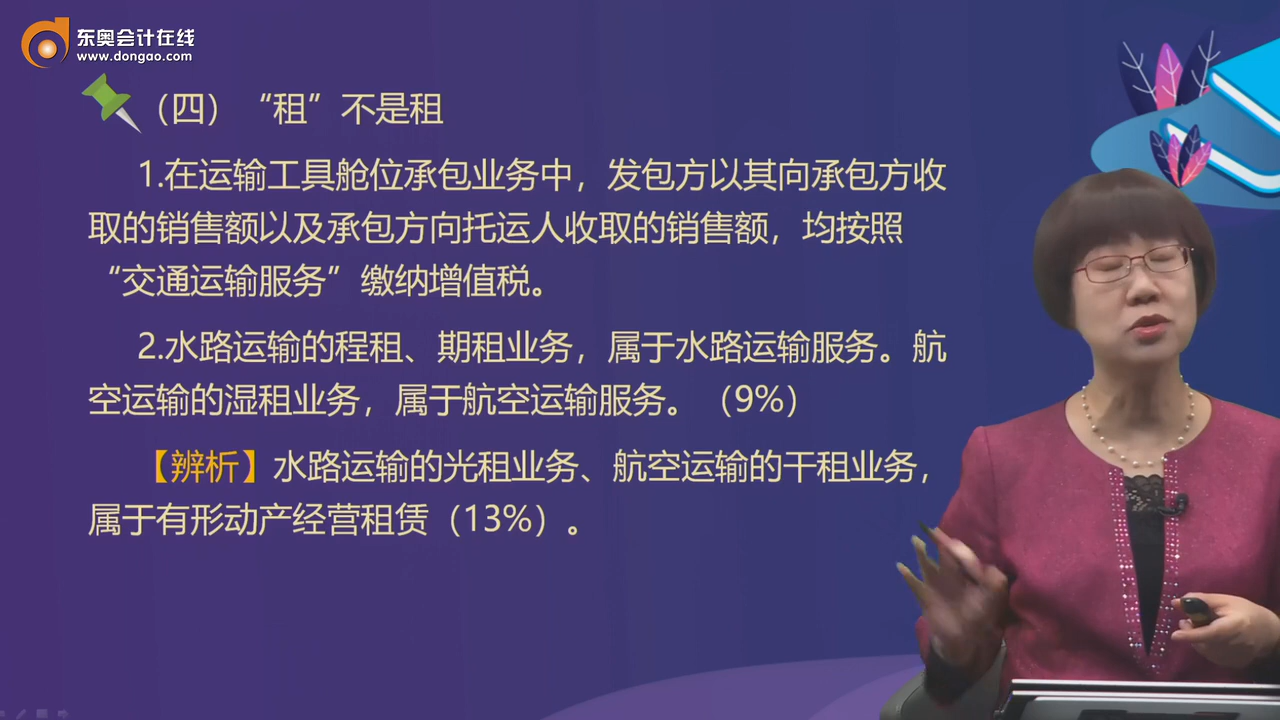 东奥会计在线
www.dongao.com
（四）“租”不是租
1.在运输工具舱位承包业务中，发包方以其向承包方收
取的销售额以及承包方向托运人收取的销售额，均按照
“交通运输服务”缴纳增值税。
2.水路运输的程租、期租业务，属于水路运输服务。航
空运输的湿租业务，属于航空运输服务。（9%）
【辨析】水路运输的光租业务、航空运输的干租业务，
属于有形动产经营租赁（13%）。